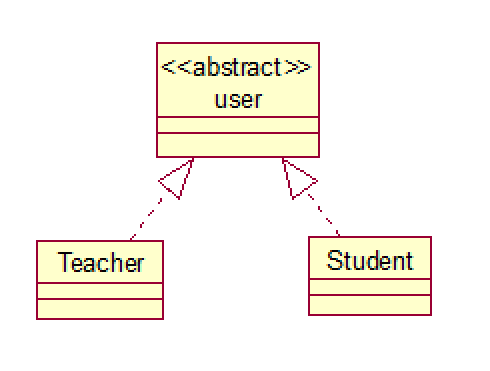 <<abstract>>
user
Teacher
Student